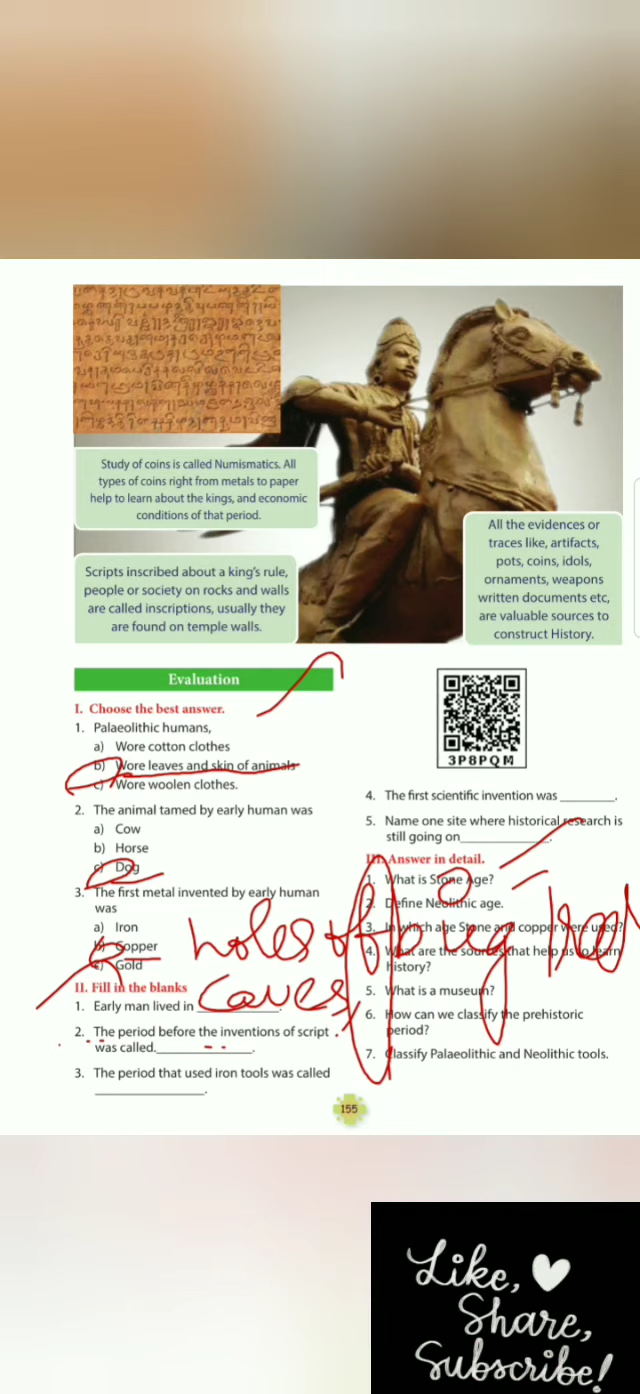 Study of coins is called Numismatics. All
types of coins right from metals to paper
help to learn about the kings, and economic
conditions of that period.
Scripts inscribed about a king's rule,
people or society on rocks and walls
are called inscriptions, usually they
are found on temple walls.
All the evidences or
traces like, artifacts,
pots, coins, idols,
ornaments, weapons
written documents etc,
are valuable sources to
construct History.
Evaluation
I. Choose the best answer.
1. Palaeolithic humans,
a) Wore cotton clothes
b) Wore leaves and skin of animals
c) Wore woolen clothes.
2. The animal tamed by early human was
a) Cow
b) Horse
c) Dog
3. The first metal invented by early human
was
a) Iron
b) Copper
c) Gold
II. Fill in the blanks
1. Early man lived in ____________.
2. The period before the inventions of script
was called.______________.
3. The period that used iron tools was called
________________.
holes of big
caves
3P8PQM
4. The first scientific invention was ________.
5. Name one site where historical research is
still going on_____________.
III. Answer in detail.
1. What is Stone Age?
2. Define Neolithic age.
3. In which age Stone and copper were used?
4. What are the sources that help us to learn
history?
5. What is a museum?
6. How can we classify the prehistoric
period?
7. Classify Palaeolithic and Neolithic tools.
155
Like,
Share,
Subscribe!